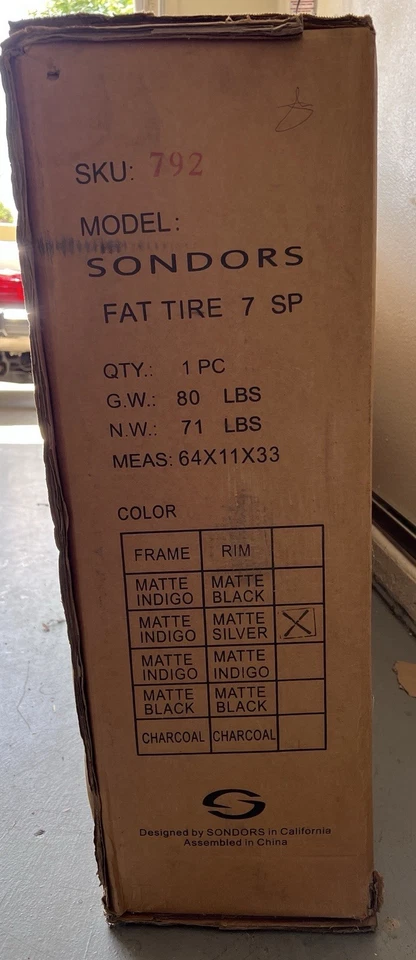 SKU: 792
MODEL:
SONDORS
FAT TIRE 7 SP
QTY.: 1 PC
G.W.: 80 LBS
N.W.: 71 LBS
MEAS: 64X11X33
COLOR
FRAME RIM
MATTE INDIGO MATTE BLACK
MATTE INDIGO MATTE SILVER X
MATTE INDIGO MATTE INDIGO
MATTE BLACK MATTE BLACK
CHARCOAL CHARCOAL
Designed by SONDORS in California
Assembled in China